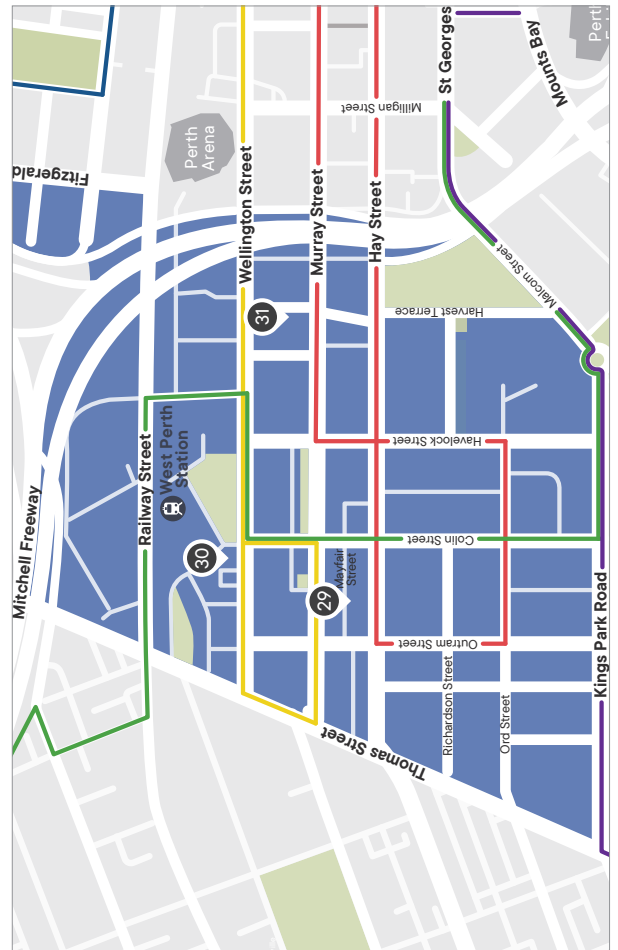 St Georges
Mounts Bay
Perth
Milligan Street
Perth
Arena
Fitzgerald
Wellington Street
Murray Street
Hay Street
Malcom Street
Harvest Terrace
31
West Perth
Station
Railway Street
Havelock Street
Mitchell Freeway
Colin Street
30
Mayfair
Street
29
Outram Street
Kings Park Road
Richardson Street
Ord Street
Thomas Street